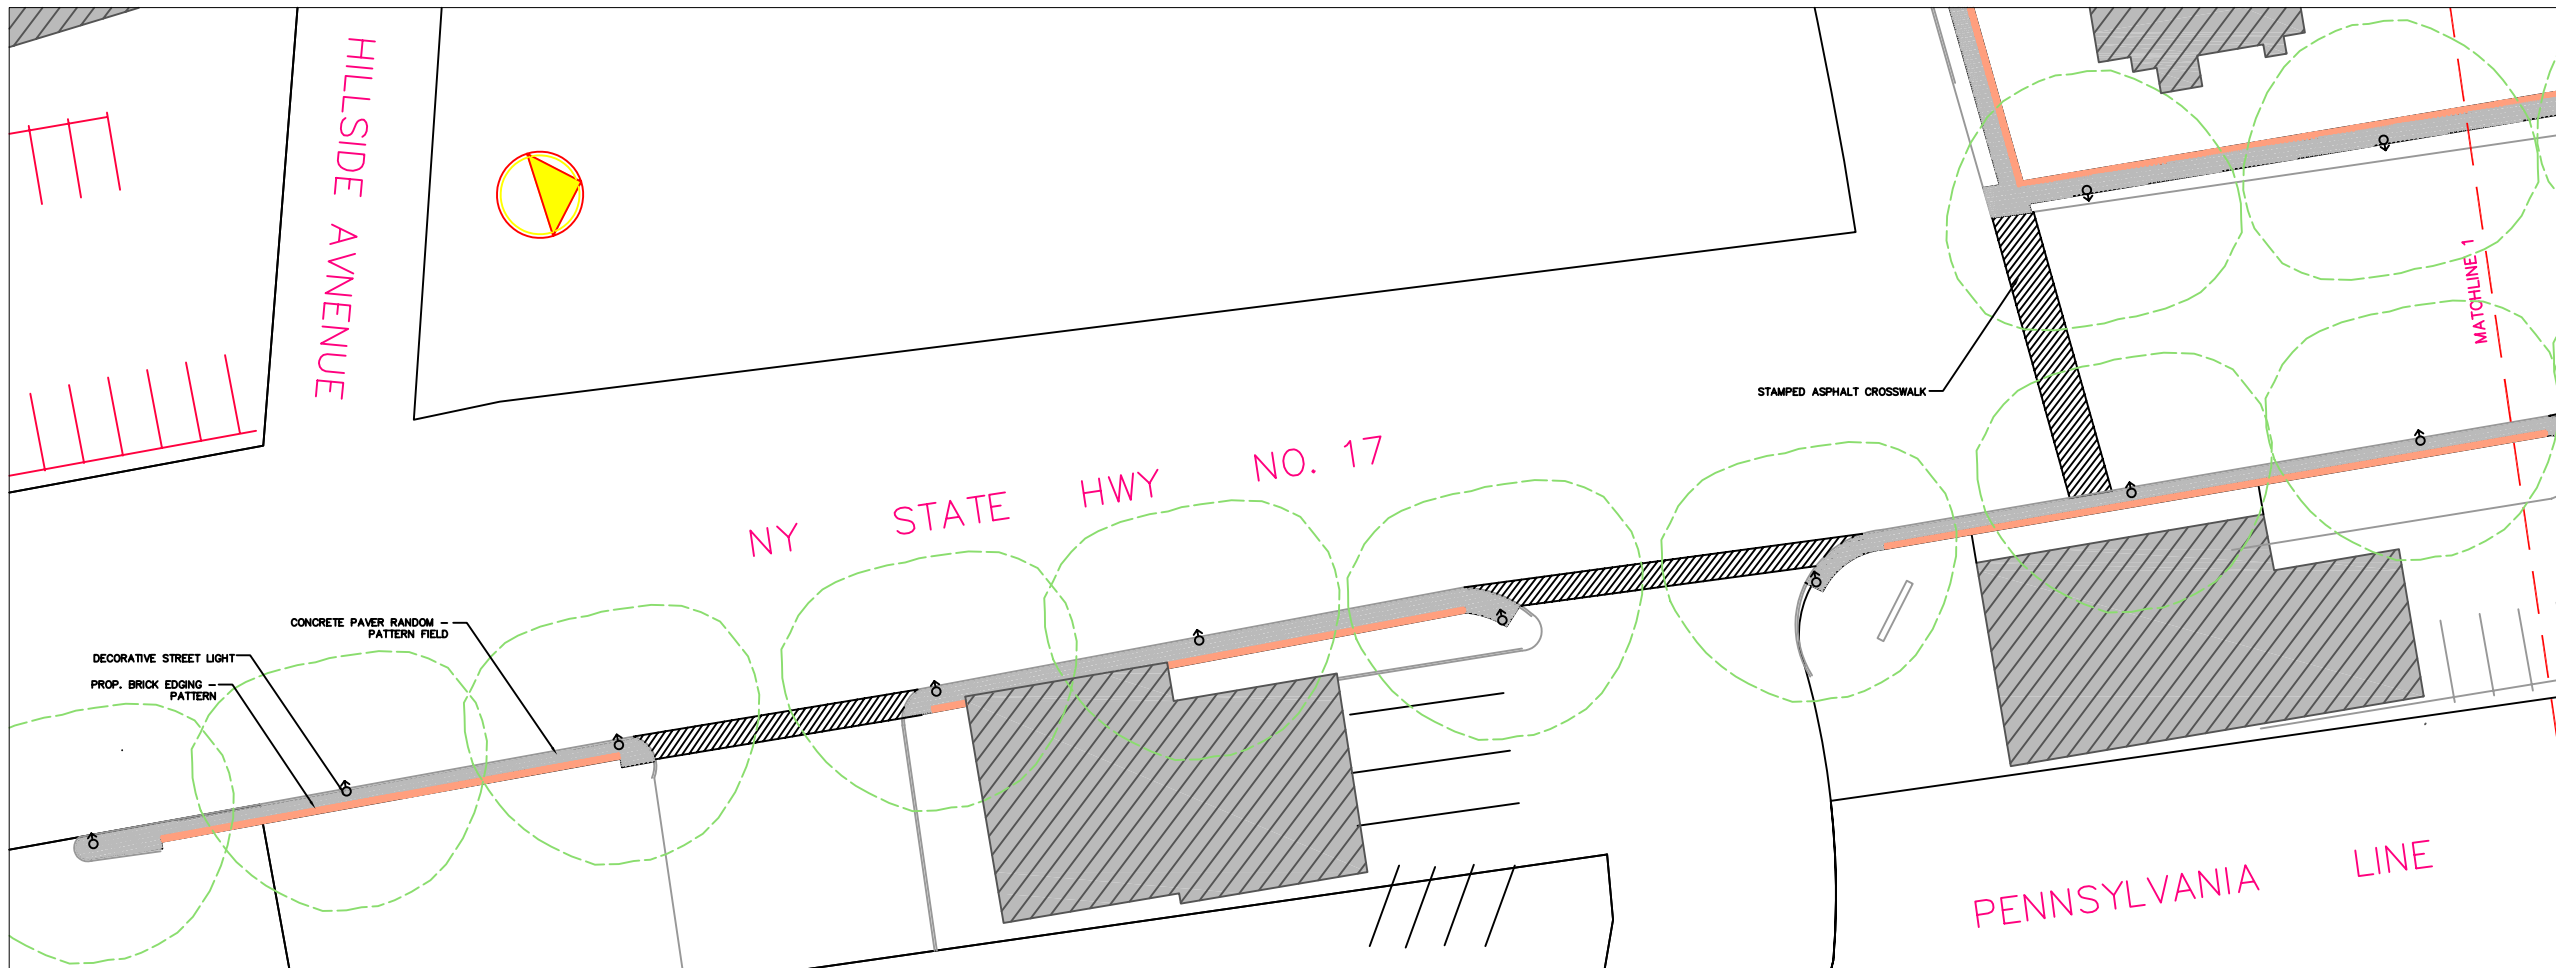 HILLSIDE AVNENUE
MATCHLINE 1
STAMPED ASPHALT CROSSWALK
NY STATE HWY NO. 17
CONCRETE PAVER RANDOM
PATTERN FIELD
DECORATIVE STREET LIGHT
PROP. BRICK EDGING
PATTERN
PENNSYLVANIA LINE